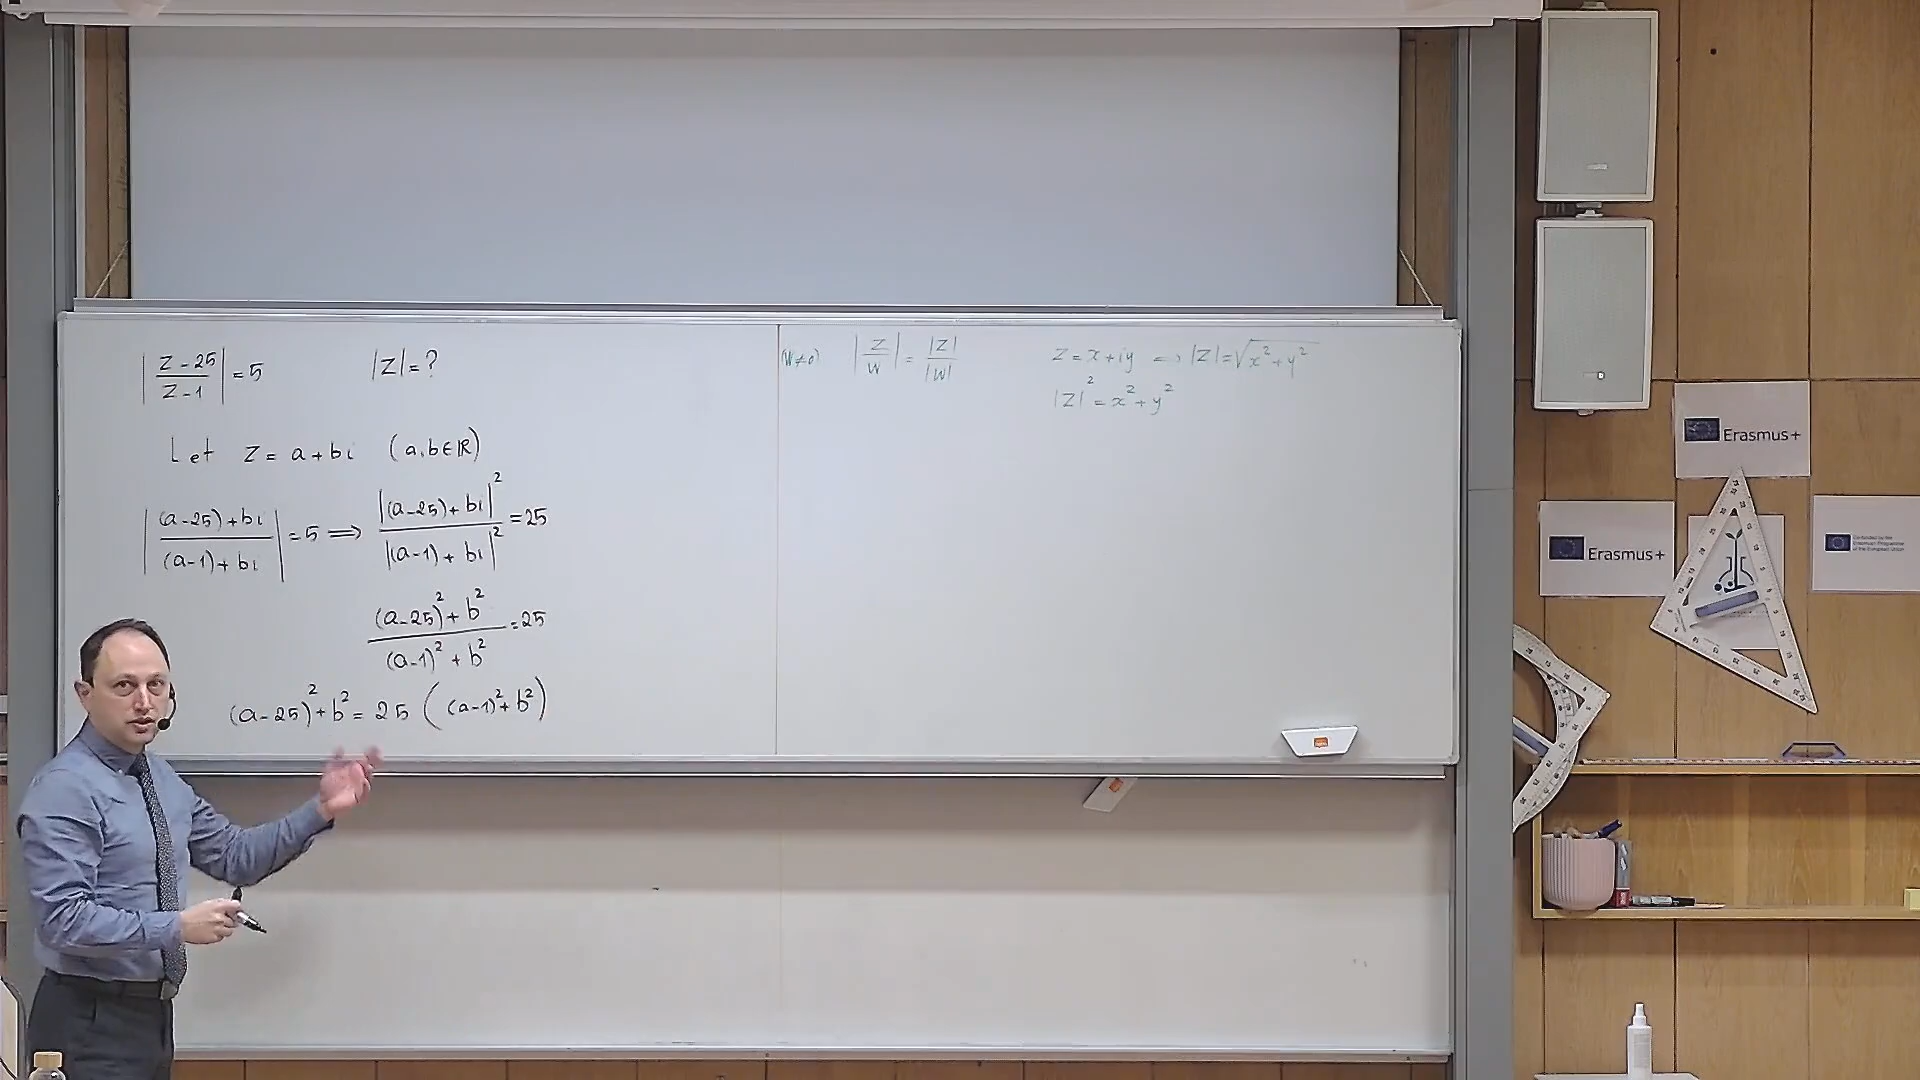 |(z-25)/(z-1)| = 5    |z| = ?
Let z = a+bi (a,b∈ℝ)
|((a-25)+bi)/((a-1)+bi)| = 5 ⟹ |(a-25)+bi|²/|(a-1)+bi|² = 25
((a-25)²+b²)/((a-1)²+b²) = 25
(a-25)²+b² = 25((a-1)²+b²)
(w≠0) |z/w| = |z|/|w|
z = x+iy ⟹ |z| = √(x²+y²)
|z|² = x²+y²
Erasmus+
Erasmus+